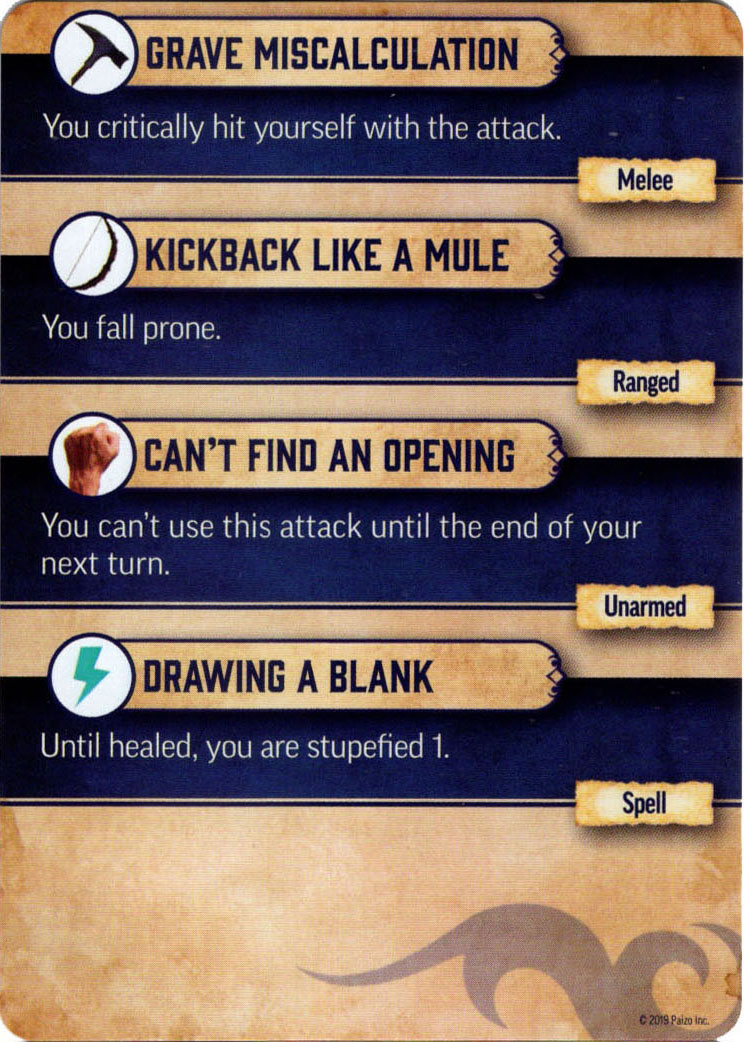 GRAVE MISCALCULATION
You critically hit yourself with the attack.
Melee
KICKBACK LIKE A MULE
You fall prone.
Ranged
CAN'T FIND AN OPENING
You can't use this attack until the end of your
next turn.
Unarmed
DRAWING A BLANK
Until healed, you are stupefied 1.
Spell
© 2019 Paizo Inc.